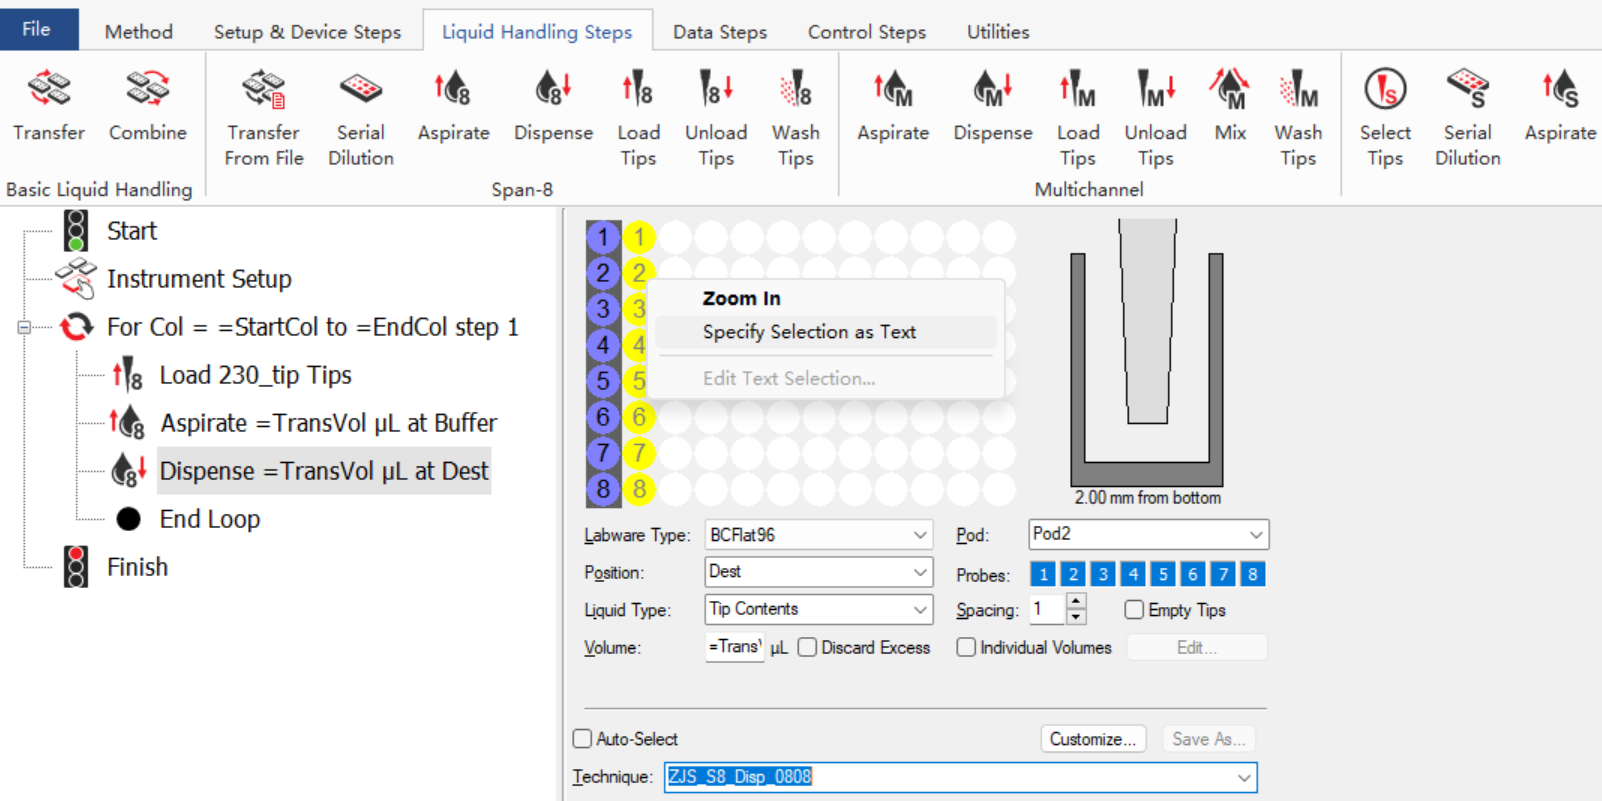 File
Method
Setup & Device Steps
Liquid Handling Steps
Data Steps
Control Steps
Utilities
Transfer
Combine
Basic Liquid Handling
Transfer
From File
Serial
Dilution
Aspirate
Dispense
Load
Tips
Unload
Tips
Wash
Tips
Span-8
Aspirate
Dispense
Load
Tips
Unload
Tips
Mix
Wash
Tips
Multichannel
Select
Tips
Serial
Dilution
Aspirate
Start
Instrument Setup
For Col = =StartCol to =EndCol step 1
Load 230_tip Tips
Aspirate =TransVol µL at Buffer
Dispense =TransVol µL at Dest
End Loop
Finish
1 1
2 2
3 3
4 4
5 5
6 6
7 7
8 8
Zoom In
Specify Selection as Text
Edit Text Selection...
2.00 mm from bottom
Labware Type: BCFlat96
Position: Dest
Liquid Type: Tip Contents
Volume: =Trans µL Discard Excess
Pod: Pod2
Probes: 1 2 3 4 5 6 7 8
Spacing: 1 Empty Tips
Individual Volumes Edit...
Auto-Select Customize... Save As...
Technique: ZJS_S8_Disp_0808